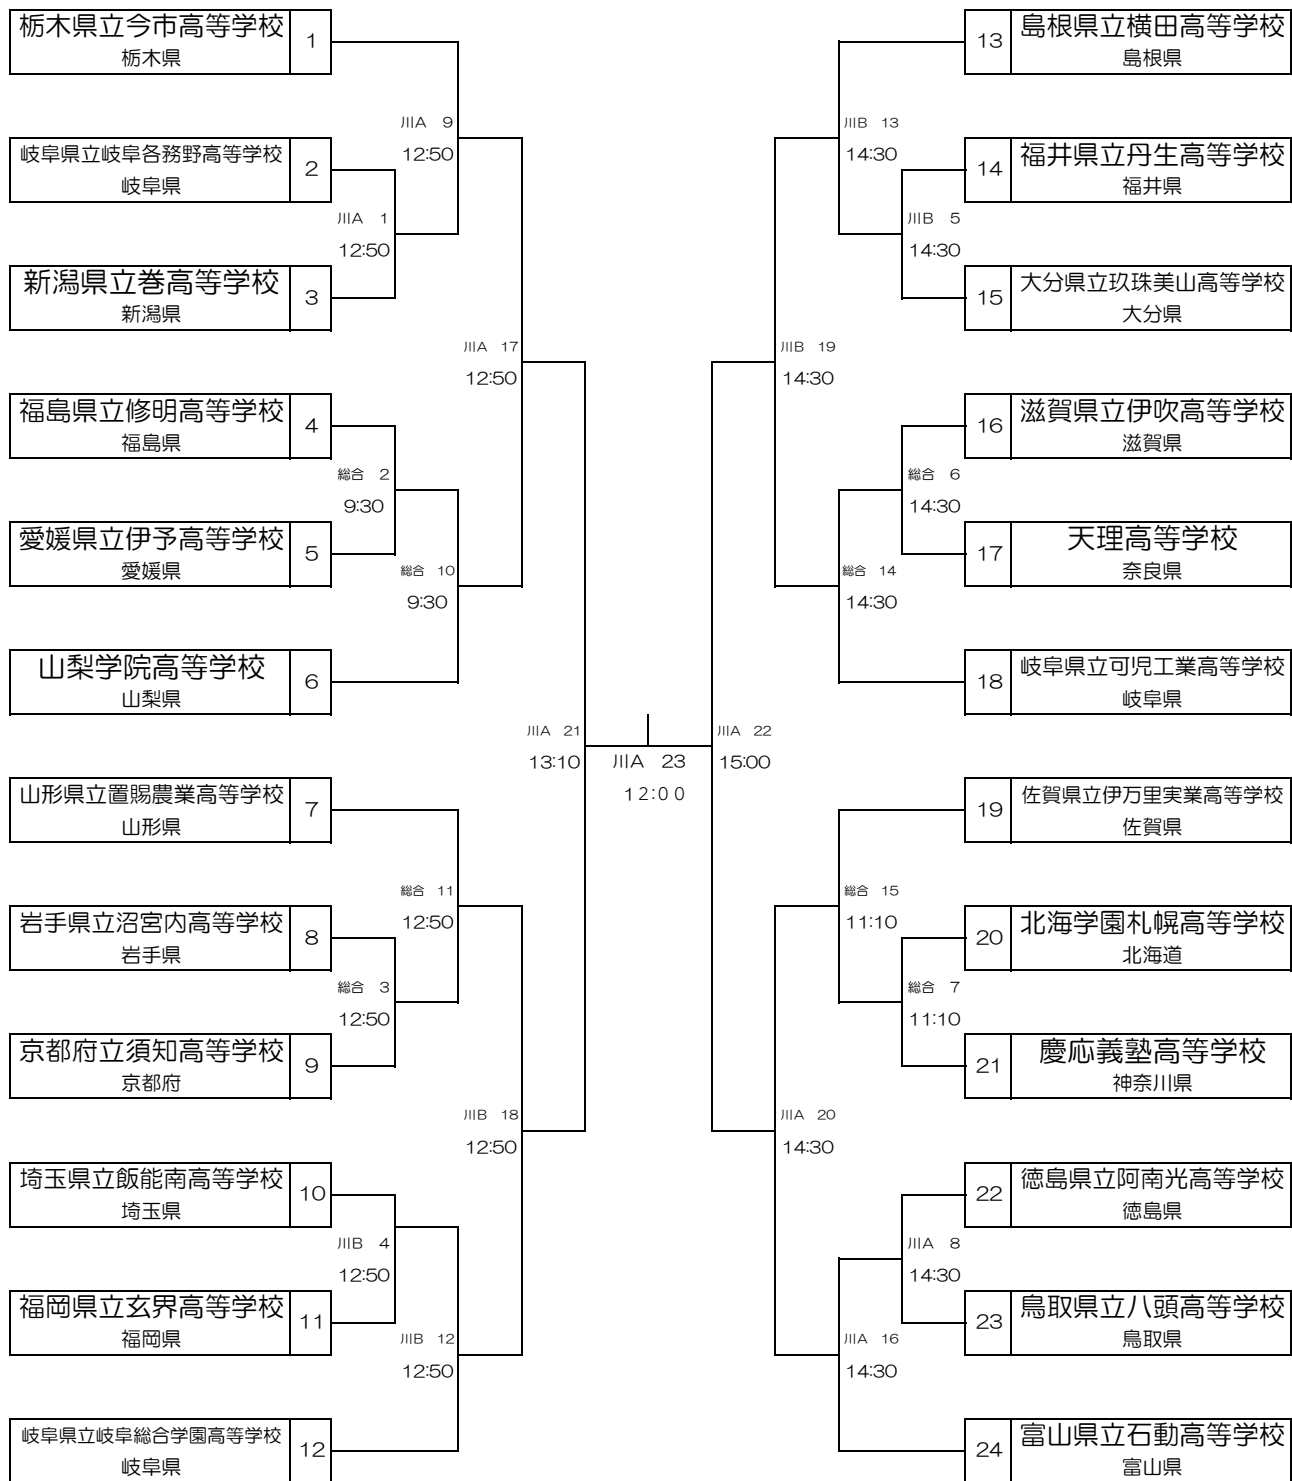 栃木県立今市高等学校
栃木県
1
川A 9
12:50
岐阜県立岐阜各務野高等学校
岐阜県
2
川A 1
12:50
新潟県立巻高等学校
新潟県
3
川A 17
12:50
福島県立修明高等学校
福島県
4
総合 2
9:30
愛媛県立伊予高等学校
愛媛県
5
総合 10
9:30
山梨学院高等学校
山梨県
6
川A 21
13:10
山形県立置賜農業高等学校
山形県
7
総合 11
12:50
岩手県立沼宮内高等学校
岩手県
8
総合 3
12:50
京都府立須知高等学校
京都府
9
川B 18
12:50
埼玉県立飯能南高等学校
埼玉県
10
川B 4
12:50
福岡県立玄界高等学校
福岡県
11
川B 12
12:50
岐阜県立岐阜総合学園高等学校
岐阜県
12
川A 23
12:00
13
島根県立横田高等学校
島根県
川B 13
14:30
14
福井県立丹生高等学校
福井県
川B 5
14:30
15
大分県立玖珠美山高等学校
大分県
川B 19
14:30
16
滋賀県立伊吹高等学校
滋賀県
総合 6
14:30
17
天理高等学校
奈良県
総合 14
14:30
18
岐阜県立可児工業高等学校
岐阜県
川A 22
15:00
19
佐賀県立伊万里実業高等学校
佐賀県
総合 15
11:10
20
北海学園札幌高等学校
北海道
総合 7
11:10
21
慶応義塾高等学校
神奈川県
川A 20
14:30
22
徳島県立阿南光高等学校
徳島県
川A 8
14:30
23
鳥取県立八頭高等学校
鳥取県
川A 16
14:30
24
富山県立石動高等学校
富山県